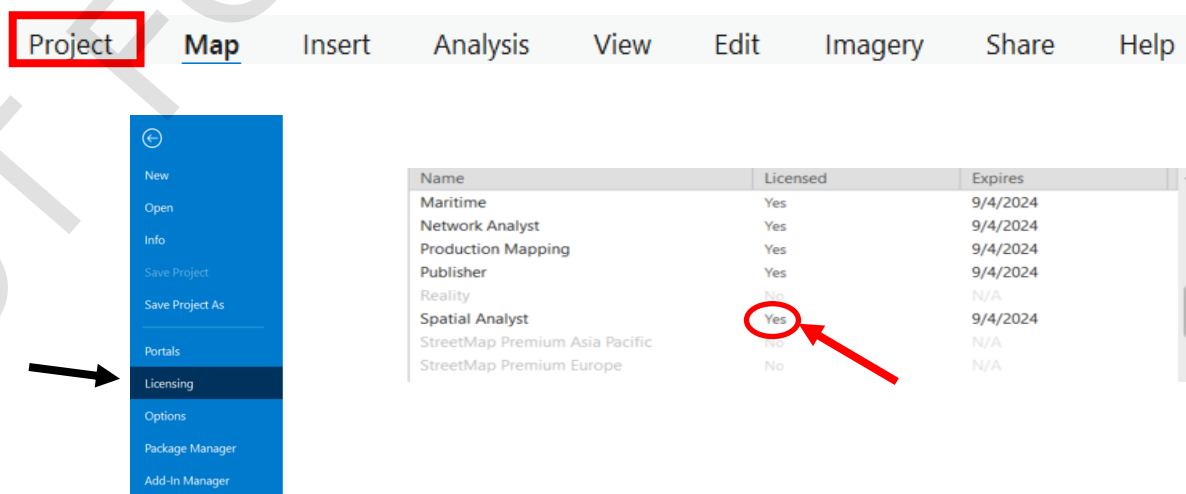 Project Map Insert Analysis View Edit Imagery Share Help
New
Open
Info
Save Project
Save Project As
Portals
Licensing
Options
Package Manager
Add-In Manager
Name Licensed Expires
Maritime Yes 9/4/2024
Network Analyst Yes 9/4/2024
Production Mapping Yes 9/4/2024
Publisher Yes 9/4/2024
Reality No N/A
Spatial Analyst Yes 9/4/2024
StreetMap Premium Asia Pacific No N/A
StreetMap Premium Europe No N/A